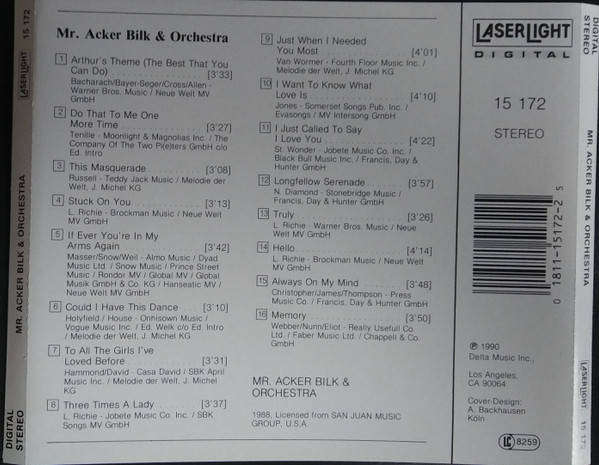 15 172
LASERLIGHT
MR. ACKER BILK & ORCHESTRA
DIGITAL
STEREO
Mr. Acker Bilk & Orchestra
1 Arthur's Theme (The Best That You
Can Do) [3'33]
Bacharach/Bayer-Seger/Cross/Allen -
Warner Bros. Music / Neue Welt MV
GmbH
2 Do That To Me One
More Time [3'27]
Tenille - Moonlight & Magnolias Inc. / The
Company Of The Two P(e)ters GmbH c/o
Ed. Intro
3 This Masquerade [3'08]
Russell - Teddy Jack Music / Melodie der
Welt, J. Michel KG
4 Stuck On You [3'13]
L. Richie - Brockman Music / Neue Welt
MV GmbH
5 If Ever You're In My
Arms Again [3'42]
Masser/Snow/Weil - Almo Music / Dyad
Music Ltd. / Snow Music / Prince Street
Music / Rondor MV / Global MV / Global
Musik GmbH & Co. KG / Hanseatic MV /
Neue Welt MV GmbH
6 Could I Have This Dance [3'10]
Holyfield / House - Onhisown Music /
Vogue Music Inc. / Ed. Welk c/o Ed. Intro
/ Melodie der Welt, J. Michel KG
7 To All The Girls I've
Loved Before [3'31]
Hammond/David - Casa David / SBK April
Music Inc. / Melodie der Welt, J. Michel
KG
8 Three Times A Lady [3'37]
L. Richie - Jobete Music Co. Inc. / SBK
Songs MV GmbH
9 Just When I Needed
You Most [4'01]
Van Wormer - Fourth Floor Music Inc. /
Melodie der Welt, J. Michel KG
10 I Want To Know What
Love Is [4'10]
Jones - Somerset Songs Pub. Inc. /
Evasongs / MV Intersong GmbH
11 I Just Called To Say
I Love You [4'22]
St. Wonder - Jobete Music Co. Inc. /
Black Bull Music Inc. / Francis, Day &
Hunter GmbH
12 Longfellow Serenade [3'57]
N. Diamond - Stonebridge Music /
Francis, Day & Hunter GmbH
13 Truly [3'26]
L. Richie - Warner Bros. Music / Neue
Welt MV GmbH
14 Hello [4'14]
L. Richie - Brockman Music / Neue Welt
MV GmbH
15 Always On My Mind [3'48]
Christopher/James/Thompson - Press
Music Co. / Francis, Day & Hunter GmbH
16 Memory [3'50]
Webber/Nunn/Eliot - Really Usefull Co.
Ltd. / Faber Music Ltd. / Chappell & Co.
GmbH
MR. ACKER BILK &
ORCHESTRA
1988, Licensed from SAN JUAN MUSIC
GROUP, U.S.A.
LASERLIGHT
DIGITAL
15 172
STEREO
0 1811-15172-2 5
℗ 1990
Delta Music Inc.,
Los Angeles,
CA 90064
Cover-Design:
A. Backhausen
Köln
LC 8259
DIGITAL
STEREO
MR. ACKER BILK & ORCHESTRA
LASERLIGHT
15 172